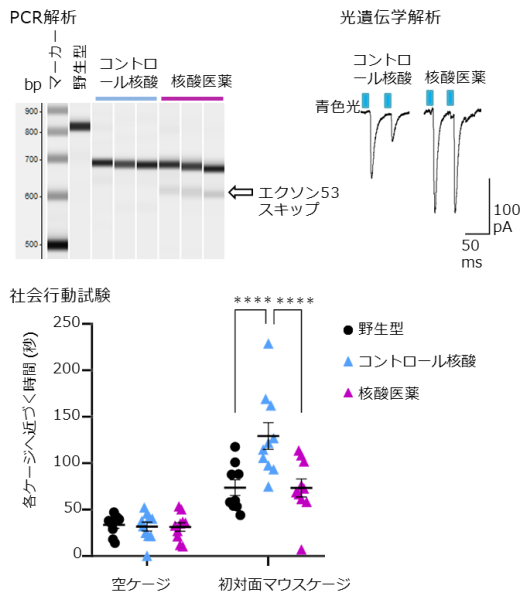 PCR解析
bp
マーカー
野生型
コントロ
ール核酸
核酸医薬
900
800
700
600
500
エクソン53
スキップ
光遺伝学解析
コントロ
ール核酸
核酸医薬
青色光
100
pA
50
ms
社会行動試験
各ケージへ近づく時間 (秒)
250
200
150
100
50
0
**** ****
野生型
コントロール核酸
核酸医薬
空ケージ
初対面マウスケージ